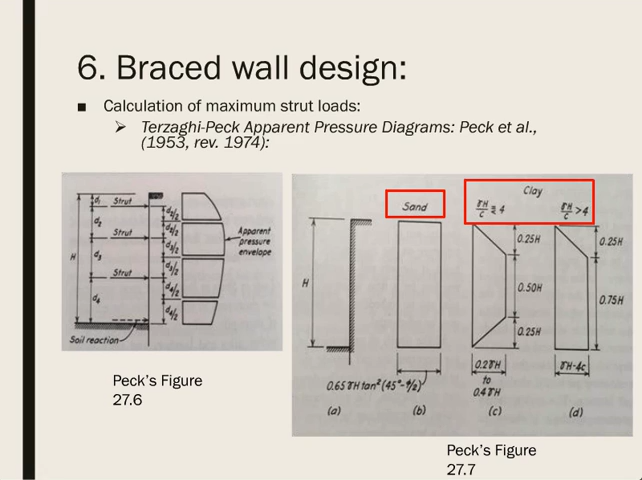 6. Braced wall design:
■ Calculation of maximum strut loads:
➢ Terzaghi-Peck Apparent Pressure Diagrams: Peck et al.,
(1953, rev. 1974):
d₁
Strut
d₂
Strut
d₃
Strut
d₄
H
Soil reaction
d₂/2
d₂/2
d₃/2
d₃/2
d₄/2
d₄/2
Apparent
pressure
envelope
Peck's Figure
27.6
Sand
Clay
γH/c ≦ 4
γH/c > 4
H
0.25H
0.50H
0.25H
0.25H
0.75H
0.65 γH tan²(45°-φ/2)
0.2γH
to
0.4γH
γH-4c
(a)
(b)
(c)
(d)
Peck's Figure
27.7